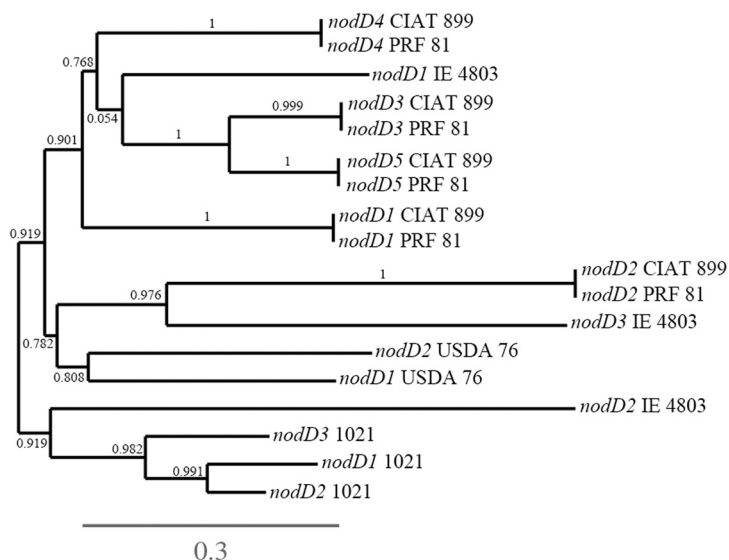 1
nodD4 CIAT 899
nodD4 PRF 81
0.768
nodD1 IE 4803
0.054
0.999
nodD3 CIAT 899
nodD3 PRF 81
0.901
1
1
nodD5 CIAT 899
nodD5 PRF 81
1
nodD1 CIAT 899
nodD1 PRF 81
0.919
1
nodD2 CIAT 899
nodD2 PRF 81
0.976
nodD3 IE 4803
0.782
nodD2 USDA 76
0.808
nodD1 USDA 76
nodD2 IE 4803
0.919
nodD3 1021
0.982
nodD1 1021
0.991
nodD2 1021
0.3